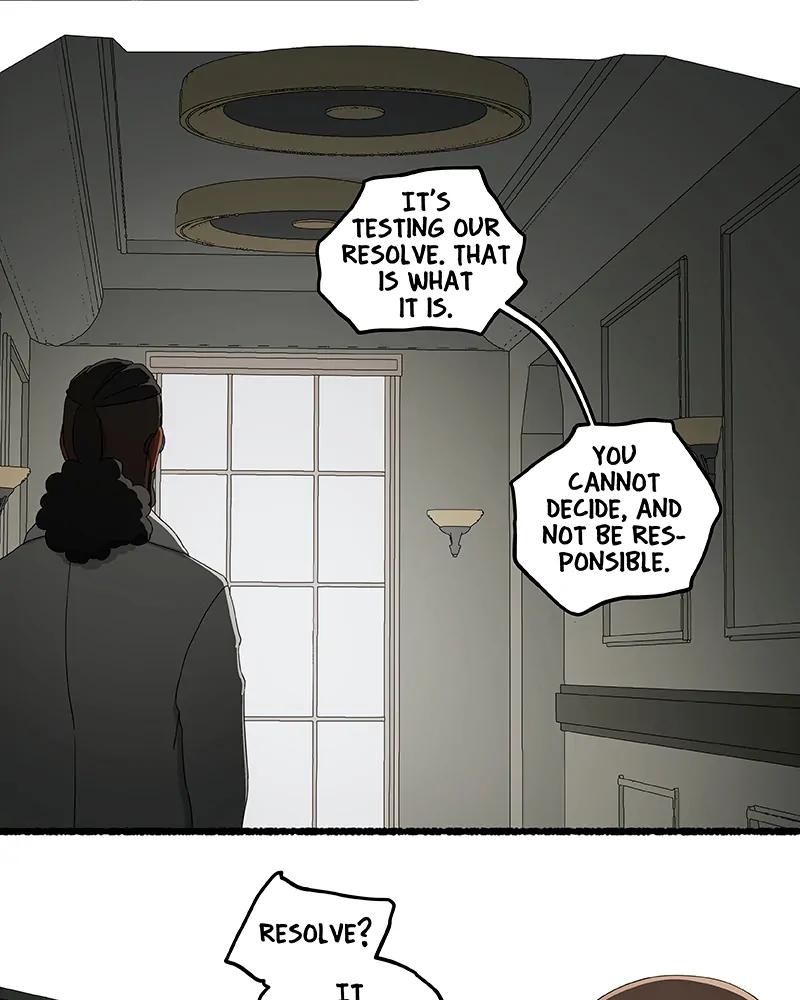 IT'S
TESTING OUR
RESOLVE. THAT
IS WHAT
IT IS.
YOU
CANNOT
DECIDE, AND
NOT BE RES-
PONSIBLE.
RESOLVE?
IT